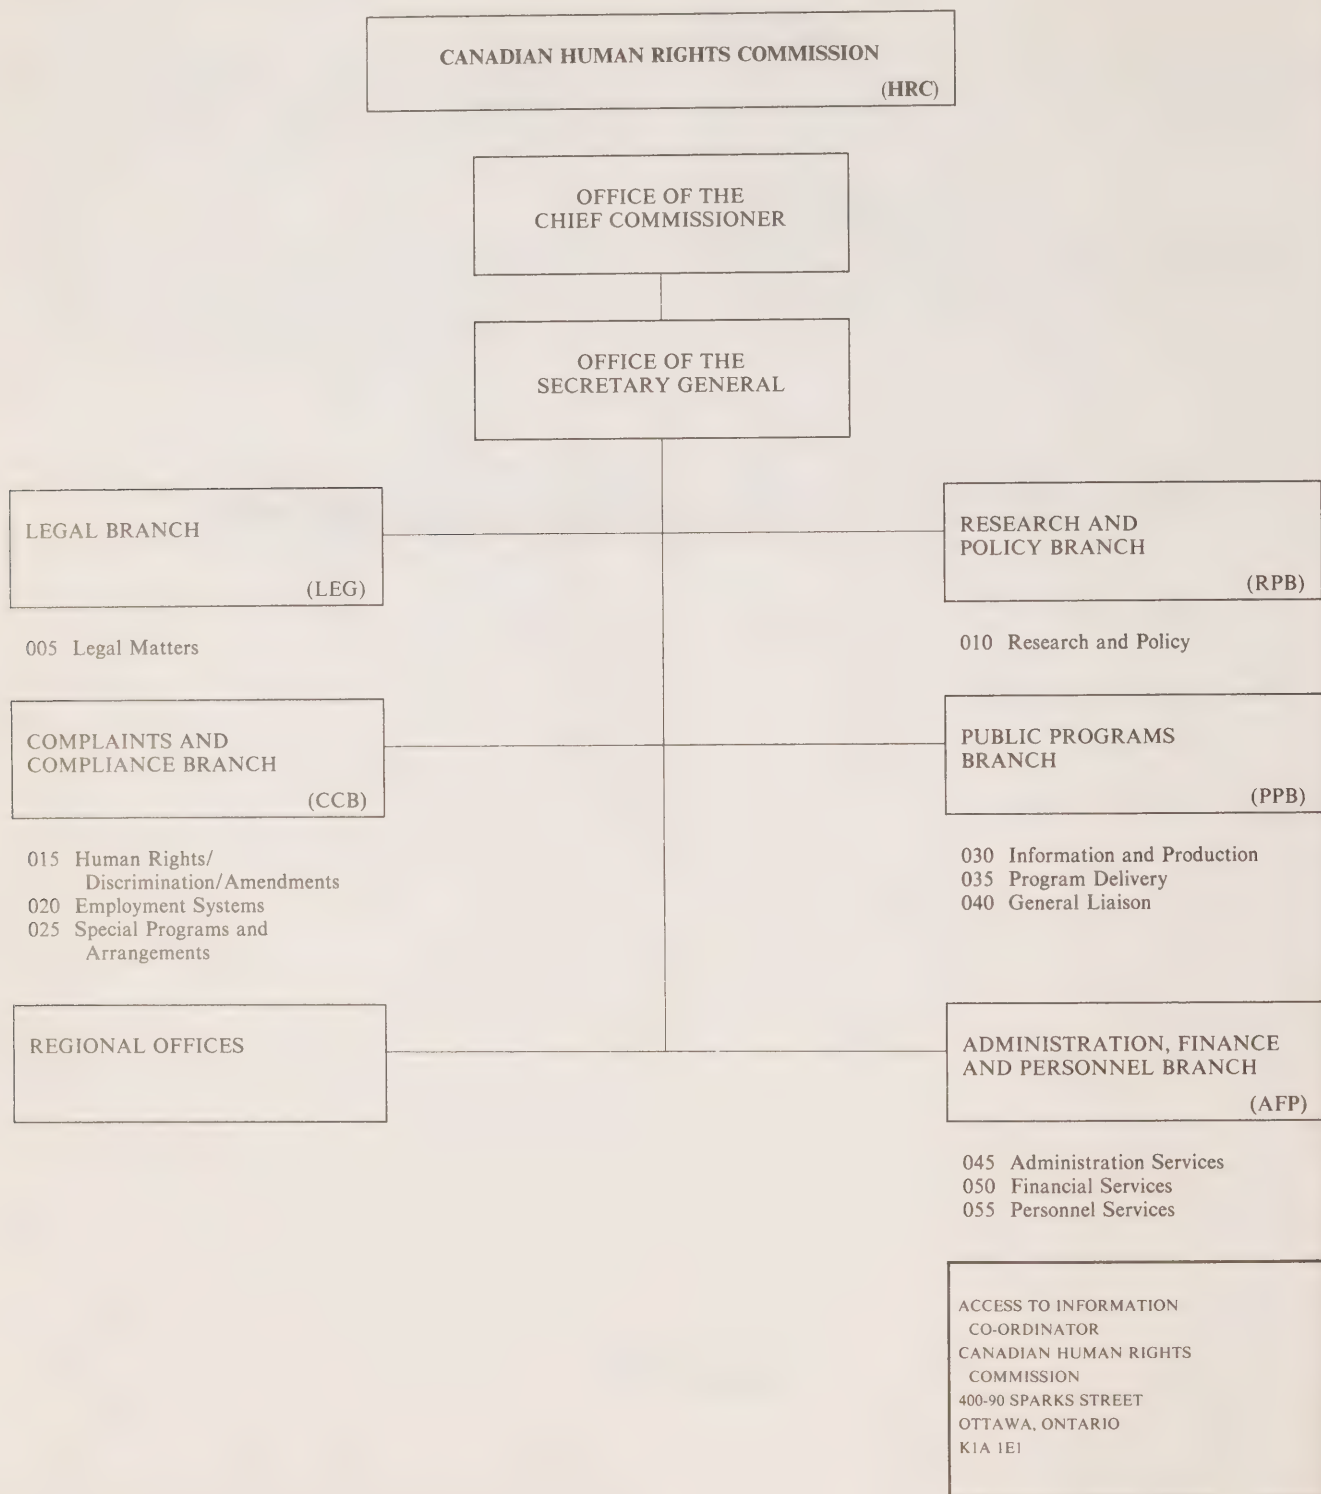 CANADIAN HUMAN RIGHTS COMMISSION
(HRC)
OFFICE OF THE
CHIEF COMMISSIONER
OFFICE OF THE
SECRETARY GENERAL
LEGAL BRANCH
(LEG)
005 Legal Matters
RESEARCH AND
POLICY BRANCH
(RPB)
010 Research and Policy
COMPLAINTS AND
COMPLIANCE BRANCH
(CCB)
015 Human Rights/
Discrimination/Amendments
020 Employment Systems
025 Special Programs and
Arrangements
PUBLIC PROGRAMS
BRANCH
(PPB)
030 Information and Production
035 Program Delivery
040 General Liaison
REGIONAL OFFICES
ADMINISTRATION, FINANCE
AND PERSONNEL BRANCH
(AFP)
045 Administration Services
050 Financial Services
055 Personnel Services
ACCESS TO INFORMATION
CO-ORDINATOR
CANADIAN HUMAN RIGHTS
COMMISSION
400-90 SPARKS STREET
OTTAWA, ONTARIO
K1A 1E1